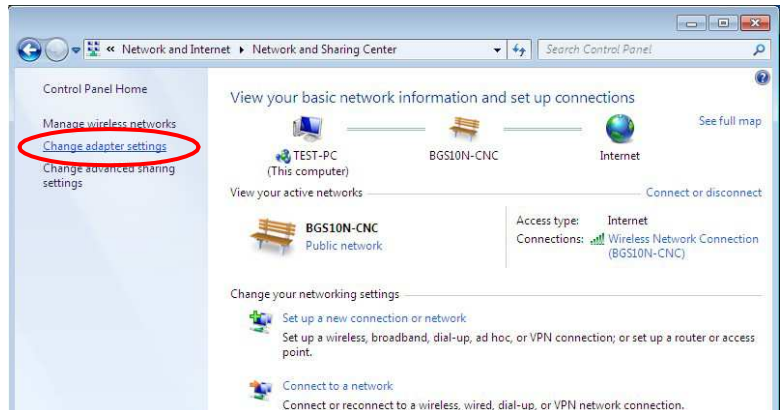 « Network and Internet ▸ Network and Sharing Center
Search Control Panel
Control Panel Home
Manage wireless networks
Change adapter settings
Change advanced sharing
settings
View your basic network information and set up connections
See full map
TEST-PC
(This computer)
BGS10N-CNC
Internet
View your active networks
Connect or disconnect
BGS10N-CNC
Public network
Access type: Internet
Connections: Wireless Network Connection
(BGS10N-CNC)
Change your networking settings
Set up a new connection or network
Set up a wireless, broadband, dial-up, ad hoc, or VPN connection; or set up a router or access
point.
Connect to a network
Connect or reconnect to a wireless, wired, dial-up, or VPN network connection.